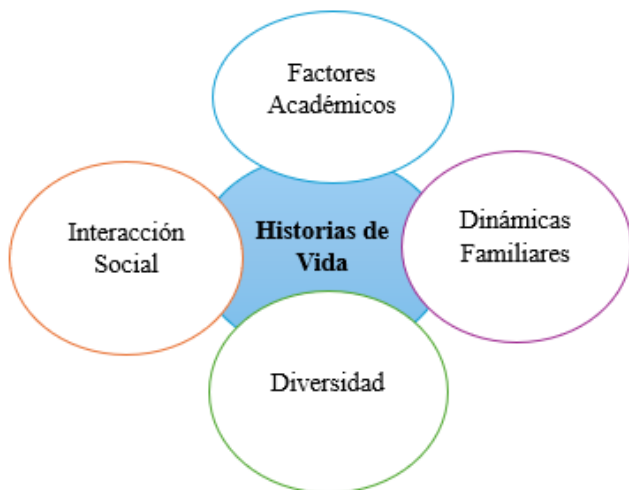 Factores
Académicos
Interacción
Social
Historias de
Vida
Dinámicas
Familiares
Diversidad